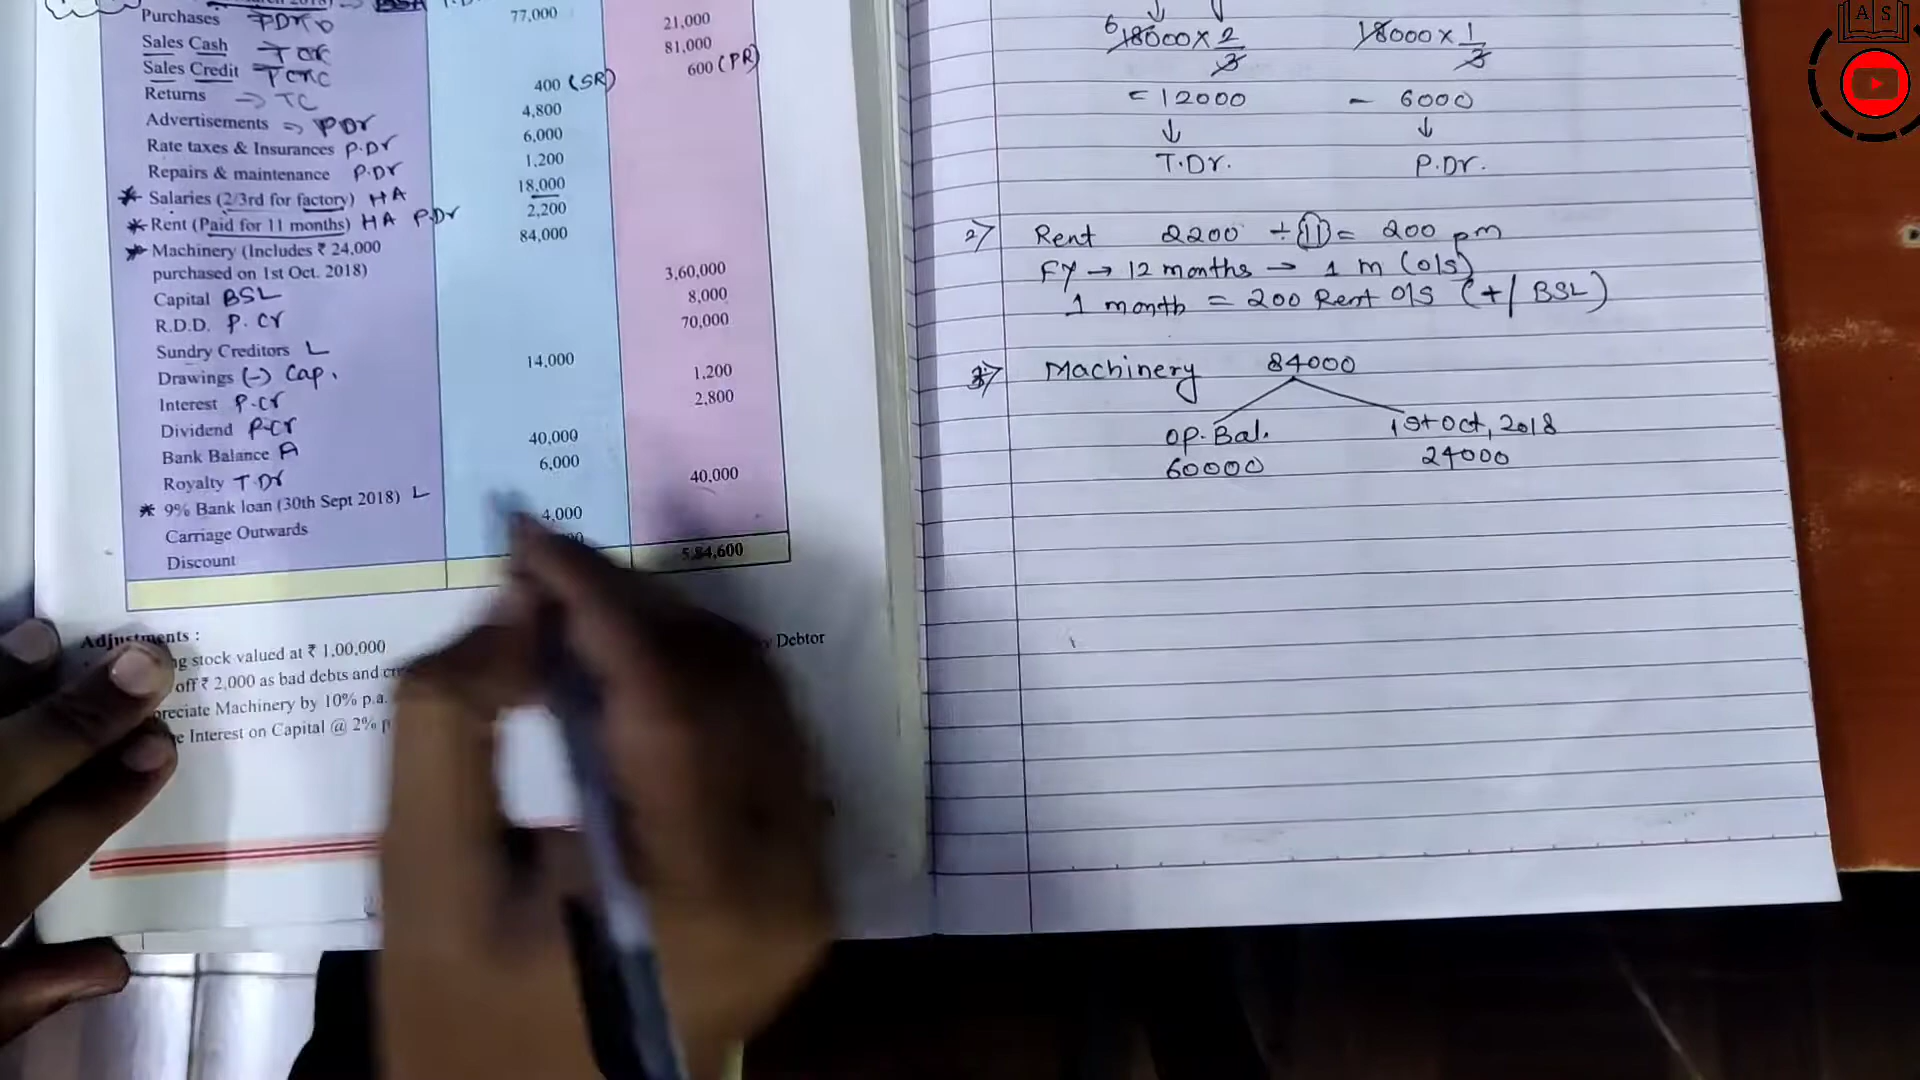 Purchases PDr 77,000 21,000
Sales Cash TCr 81,000
Sales Credit 600 (PR)
Returns → TC 400 (SR)
Advertisements → PDr 4,800
Rate taxes & Insurances P.Dr 6,000
Repairs & maintenance P.Dr 1,200
* Salaries (2/3rd for factory) HA 18,000
* Rent (Paid for 11 months) HA P.Dr 2,200
* Machinery (Includes ₹ 24,000 84,000
purchased on 1st Oct. 2018)
Capital BSL 3,60,000
R.D.D. P. Cr 8,000
Sundry Creditors L 70,000
Drawings (-) Cap. 14,000
Interest P.Cr 1,200
Dividend P-Cr 2,800
Bank Balance A 40,000
Royalty T.Dr 6,000
* 9% Bank loan (30th Sept 2018) L 40,000
Carriage Outwards 4,000
Discount
5,84,600
Adjustments :
stock valued at ₹ 1,00,000
off ₹ 2,000 as bad debts and Debtor
Machinery by 10% p.a.
Interest on Capital @ 2%
18000 × 2/3 18000 × 1/3
= 12000 - 6000
↓ ↓
T.Dr. P.Dr.
2) Rent 2200 ÷ 11 = 200 pm
FY → 12 months → 1 m (O/S)
1 month = 200 Rent O/S (+/ BSL)
3) Machinery 84000
OP. Bal. 1st Oct, 2018
60000 24000
A S